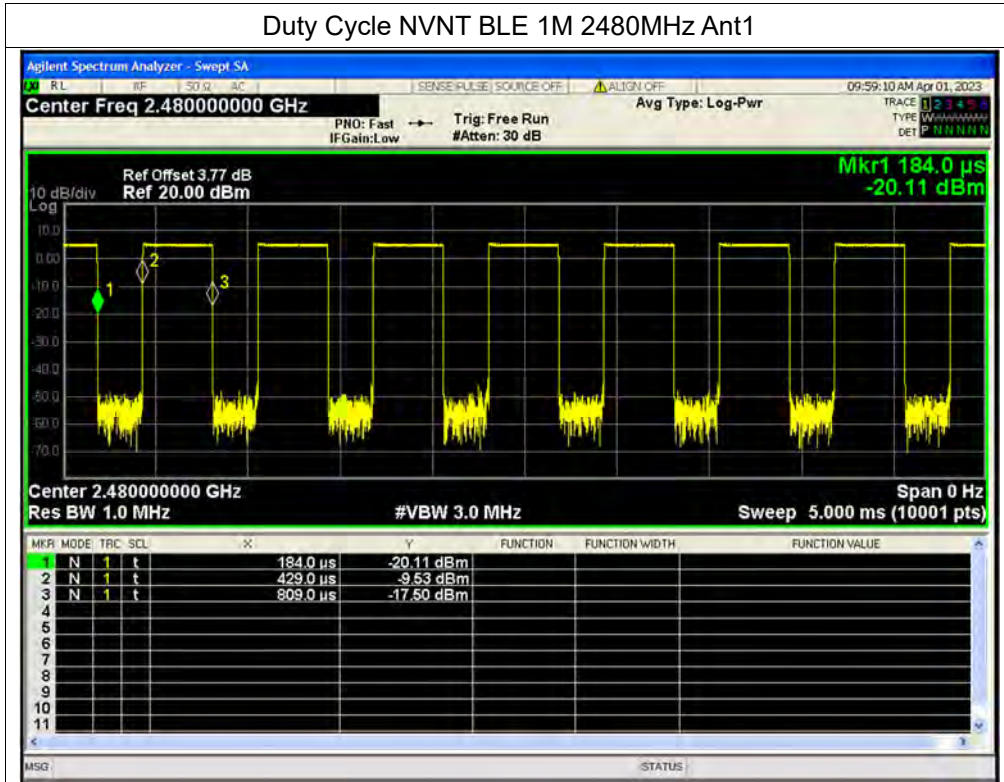 Duty Cycle NVNT BLE 1M 2480MHz Ant1
Agilent Spectrum Analyzer - Swept SA
RL RF 50 Ω AC SENSE:PULSE SOURCE OFF ALIGN OFF 09:59:10 AM Apr 01, 2023
Center Freq 2.480000000 GHz
PNO: Fast
IFGain:Low
Trig: Free Run
#Atten: 30 dB
Avg Type: Log-Pwr
TRACE 1 2 3 4 5 6
TYPE W
DET P N N N N N
Mkr1 184.0 µs
-20.11 dBm
Ref Offset 3.77 dB
10 dB/div Ref 20.00 dBm
Log
10.0
0.00
-10.0
-20.0
-30.0
-40.0
-50.0
-60.0
-70.0
1
2
3
Center 2.480000000 GHz Span 0 Hz
Res BW 1.0 MHz #VBW 3.0 MHz Sweep 5.000 ms (10001 pts)
MKR MODE TRC SCL X Y FUNCTION FUNCTION WIDTH FUNCTION VALUE
1 N 1 t 184.0 µs -20.11 dBm
2 N 1 t 429.0 µs -9.53 dBm
3 N 1 t 809.0 µs -17.50 dBm
4
5
6
7
8
9
10
11
MSG STATUS